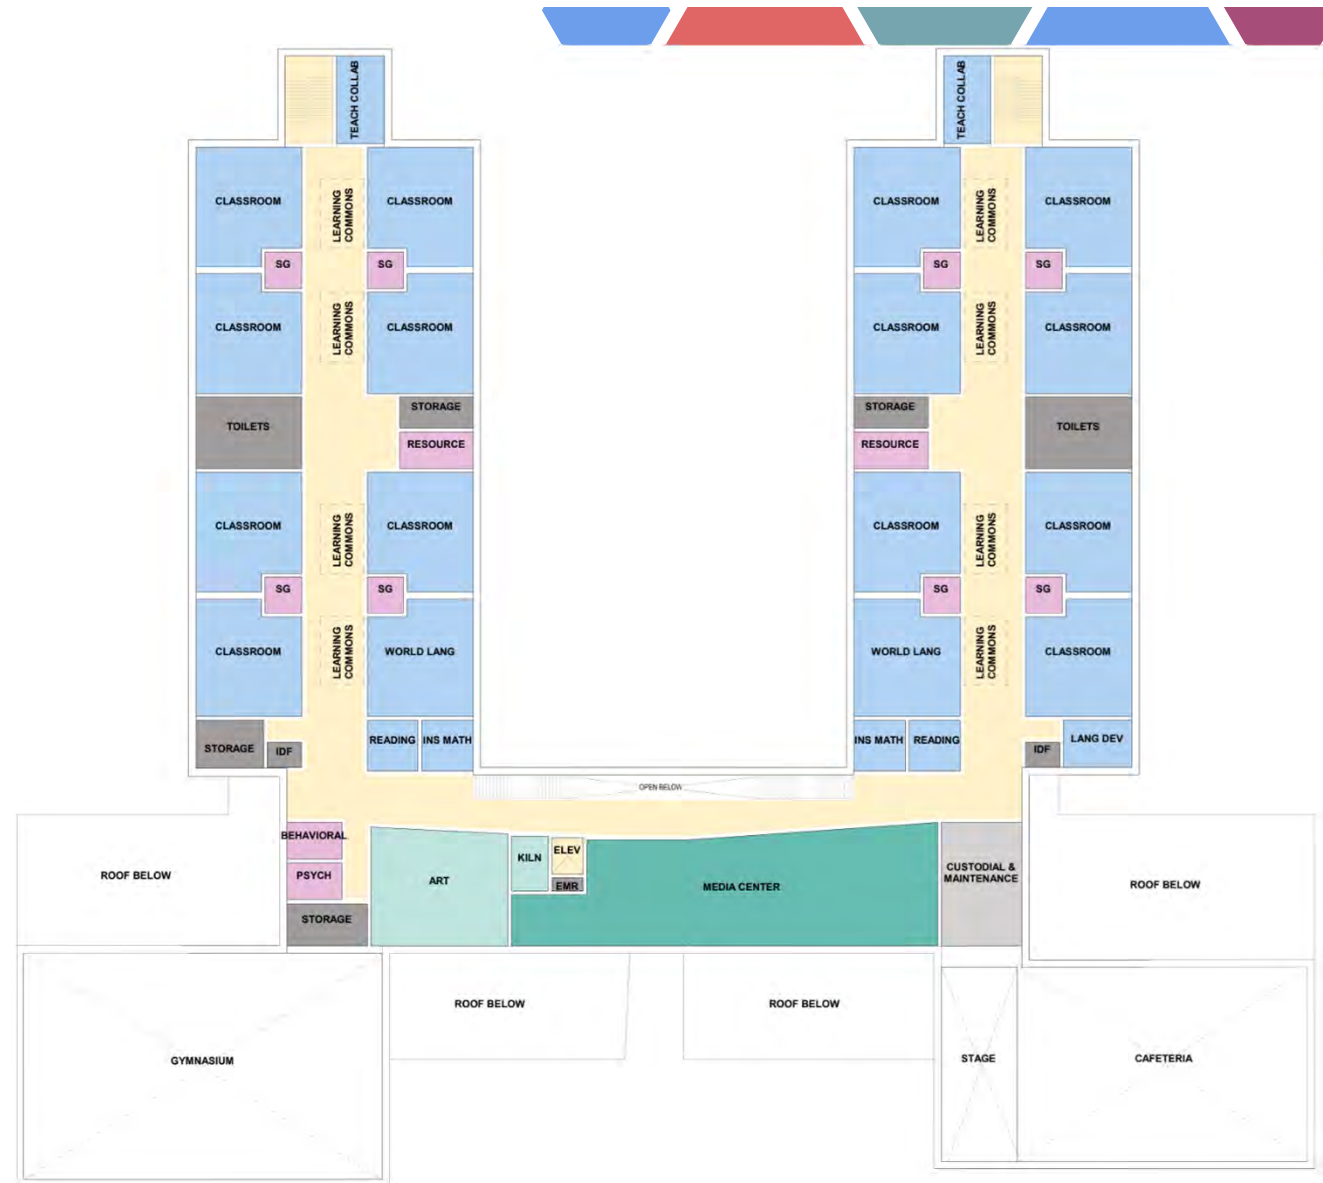 TEACH COLLAB
TEACH COLLAB
CLASSROOM
LEARNING
COMMONS
CLASSROOM
CLASSROOM
LEARNING
COMMONS
CLASSROOM
SG
SG
SG
SG
CLASSROOM
LEARNING
COMMONS
CLASSROOM
CLASSROOM
LEARNING
COMMONS
CLASSROOM
STORAGE
STORAGE
TOILETS
TOILETS
RESOURCE
RESOURCE
CLASSROOM
LEARNING
COMMONS
CLASSROOM
CLASSROOM
LEARNING
COMMONS
CLASSROOM
SG
SG
SG
SG
CLASSROOM
LEARNING
COMMONS
WORLD LANG
WORLD LANG
LEARNING
COMMONS
CLASSROOM
STORAGE
IDF
READING
INS MATH
INS MATH
READING
IDF
LANG DEV
OPEN BELOW
BEHAVIORAL
ROOF BELOW
PSYCH
ART
KILN
ELEV
EMR
MEDIA CENTER
CUSTODIAL &
MAINTENANCE
ROOF BELOW
STORAGE
ROOF BELOW
ROOF BELOW
GYMNASIUM
STAGE
CAFETERIA